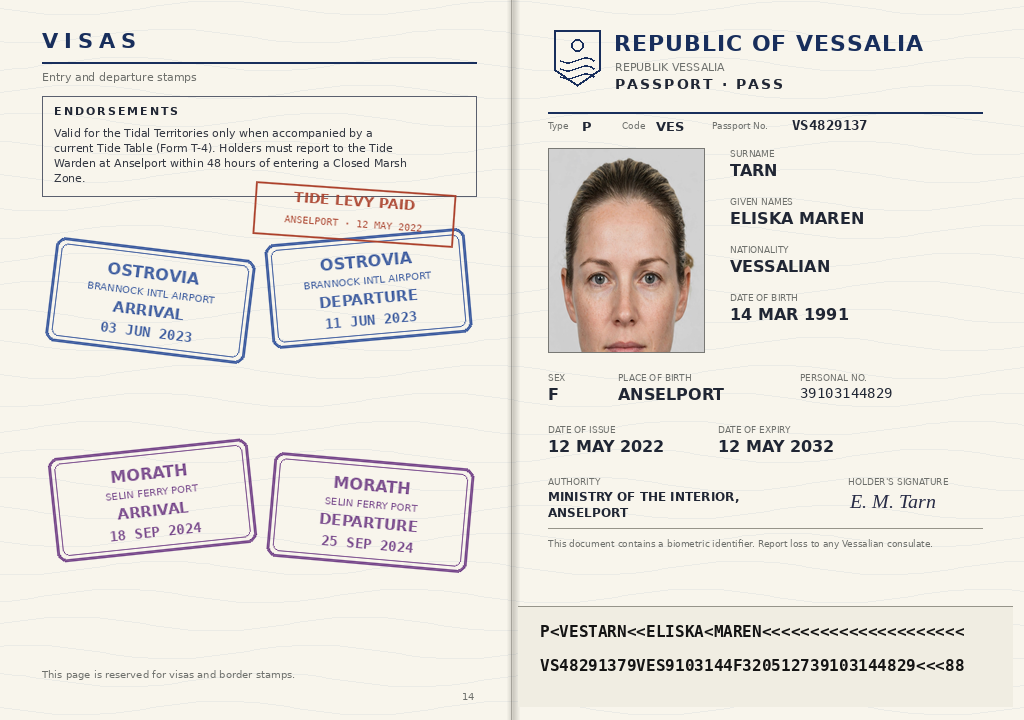 VISAS
Entry and departure stamps
ENDORSEMENTS
Valid for the Tidal Territories only when accompanied by a
current Tide Table (Form T-4). Holders must report to the Tide
Warden at Anselport within 48 hours of entering a Closed Marsh
Zone.
TIDE LEVY PAID
ANSELPORT · 12 MAY 2022
OSTROVIA
BRANNOCK INTL AIRPORT
ARRIVAL
03 JUN 2023
OSTROVIA
BRANNOCK INTL AIRPORT
DEPARTURE
11 JUN 2023
MORATH
SELIN FERRY PORT
ARRIVAL
18 SEP 2024
MORATH
SELIN FERRY PORT
DEPARTURE
25 SEP 2024
This page is reserved for visas and border stamps.
14
REPUBLIC OF VESSALIA
REPUBLIK VESSALIA
PASSPORT · PASS
Type P Code VES Passport No. VS4829137
SURNAME
TARN
GIVEN NAMES
ELISKA MAREN
NATIONALITY
VESSALIAN
DATE OF BIRTH
14 MAR 1991
SEX PLACE OF BIRTH PERSONAL NO.
F ANSELPORT 39103144829
DATE OF ISSUE DATE OF EXPIRY
12 MAY 2022 12 MAY 2032
AUTHORITY HOLDER'S SIGNATURE
MINISTRY OF THE INTERIOR,
ANSELPORT
E. M. Tarn
This document contains a biometric identifier. Report loss to any Vessalian consulate.
P<VESTARN<<ELISKA<MAREN<<<<<<<<<<<<<<<<<<<<<
VS48291379VES9103144F320512739103144829<<<88